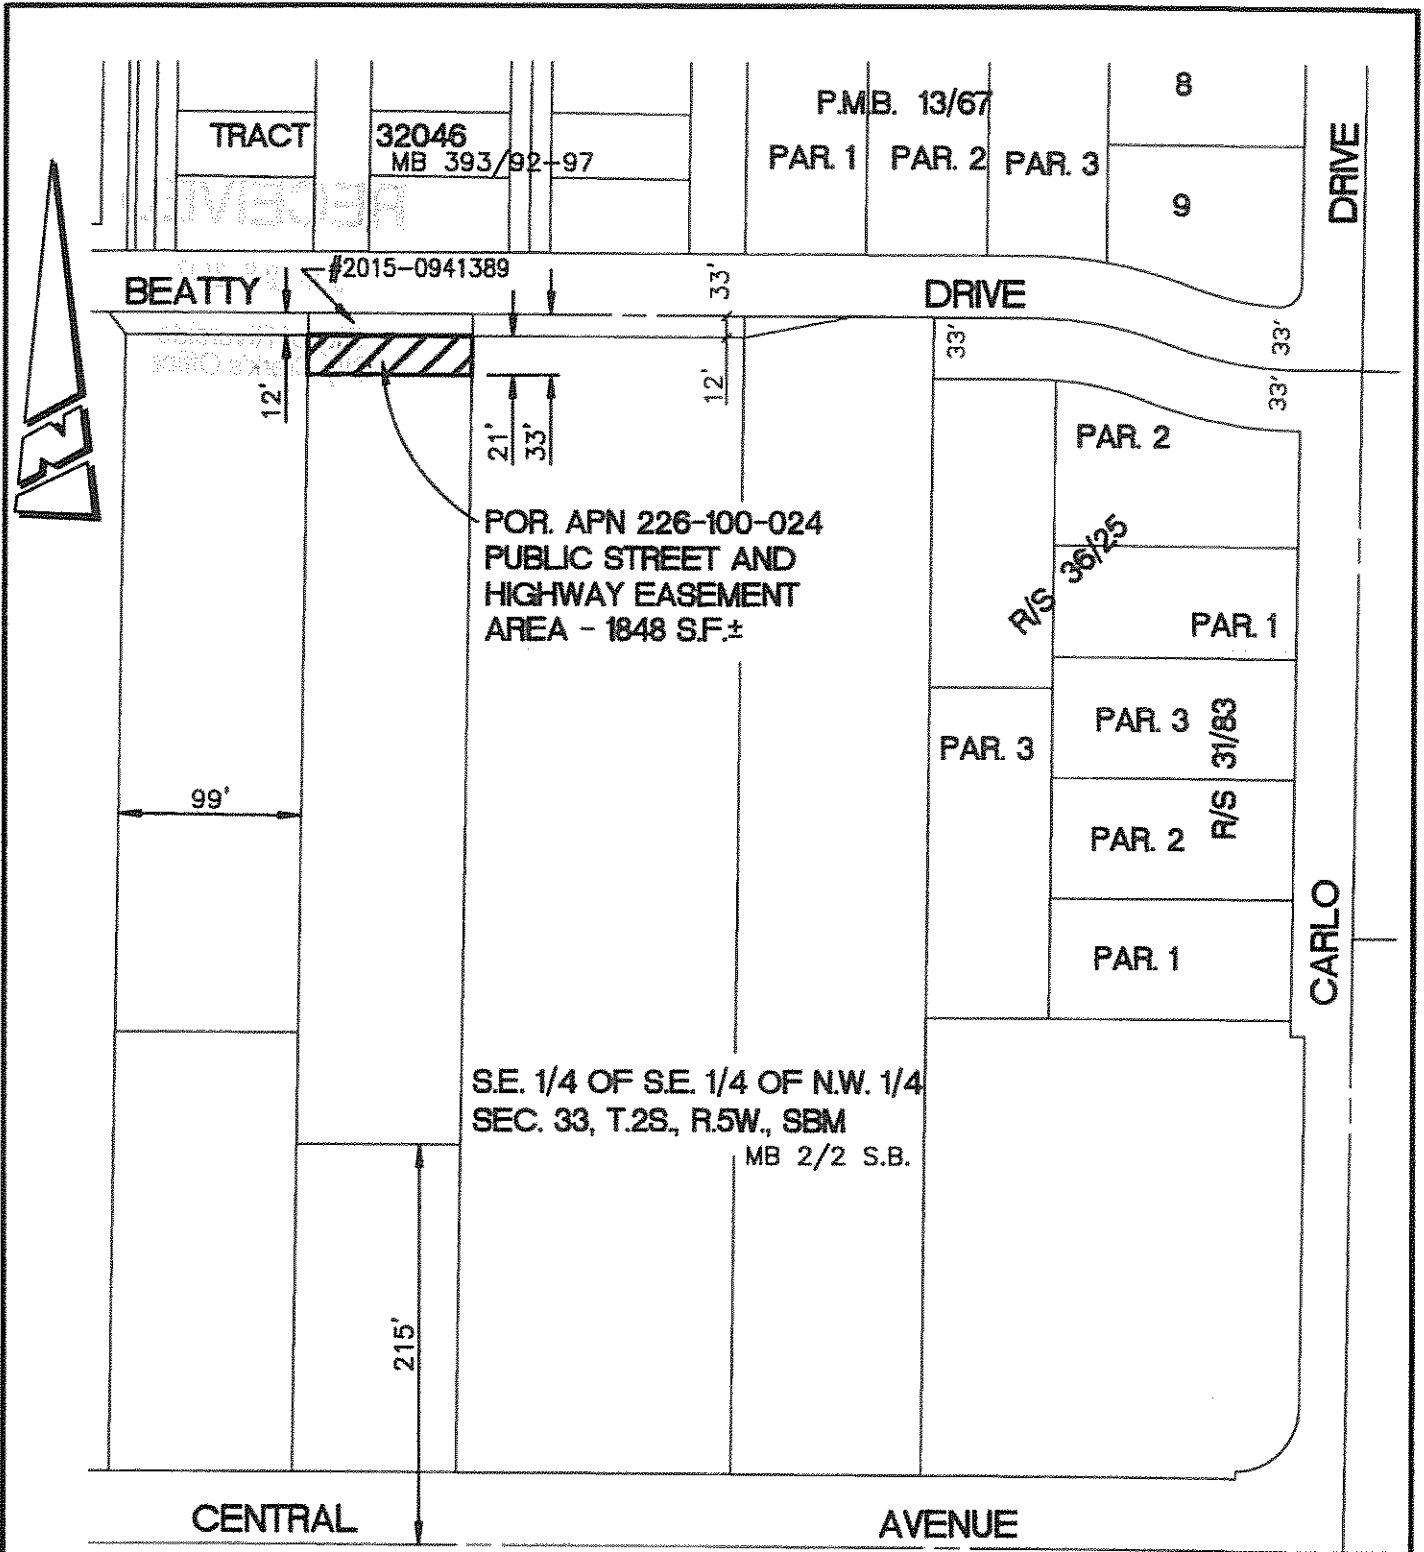 8
P.M.B. 13/67
TRACT 32046
MB 393/92-97
PAR. 1 PAR. 2 PAR. 3
DRIVE
9
RECEIVE
#2015-0941389
BEATTY
33'
DRIVE
33'
33'
33'
12'
12'
Clerk's Office
21'
33'
N
PAR. 2
POR. APN 226-100-024
PUBLIC STREET AND
HIGHWAY EASEMENT
AREA - 1848 S.F.±
R/S 36/25
PAR. 1
PAR. 3
PAR. 3
R/S 31/83
99'
PAR. 2
CARLO
PAR. 1
S.E. 1/4 OF S.E. 1/4 OF N.W. 1/4
SEC. 33, T.2S., R.5W., SBM
MB 2/2 S.B.
215'
CENTRAL
AVENUE